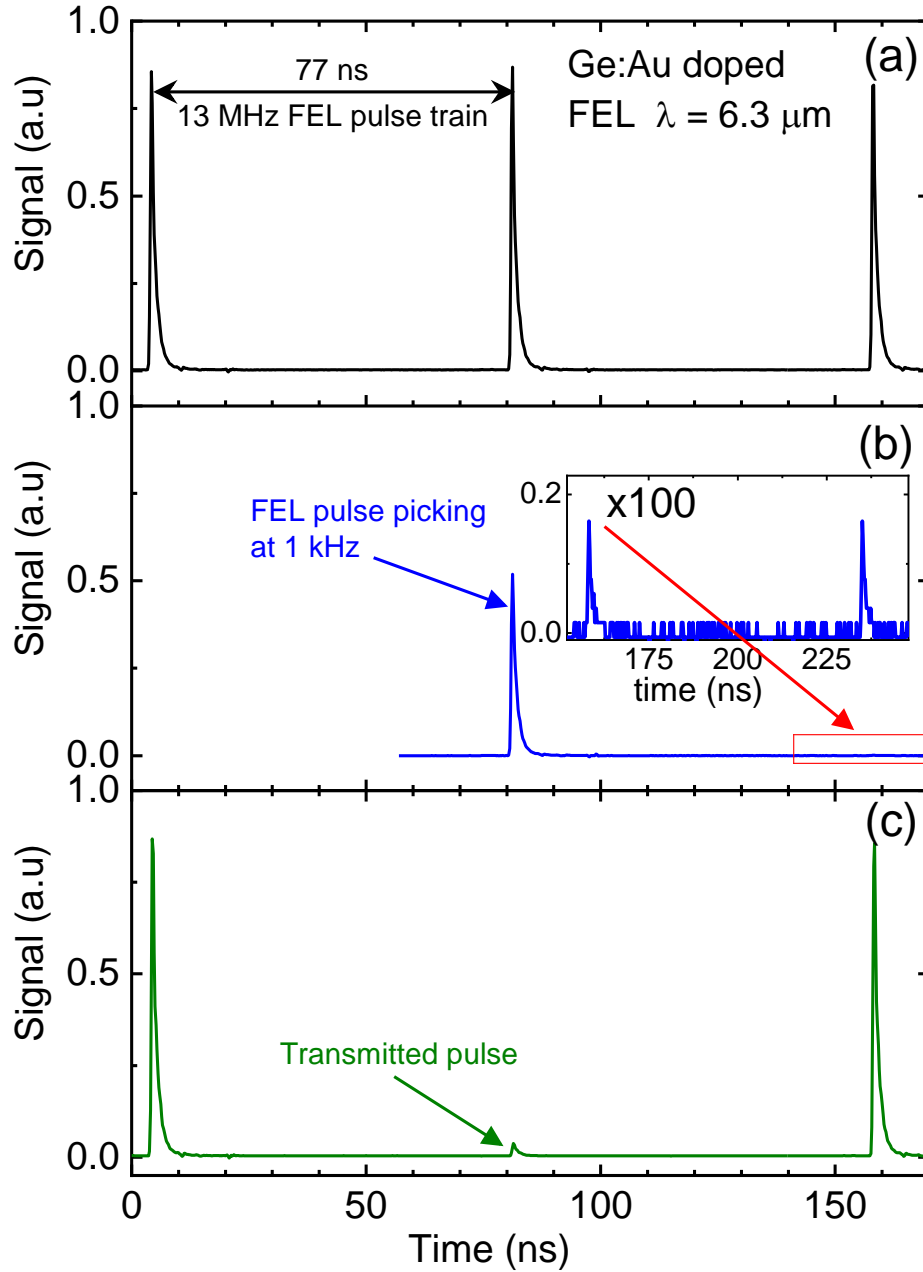 1.0
(a)
77 ns
Ge:Au doped
13 MHz FEL pulse train
FEL λ = 6.3 μm
Signal (a.u)
0.5
0.0
1.0
(b)
0.2
x100
FEL pulse picking
at 1 kHz
Signal (a.u)
0.5
0.0
175 200 225
time (ns)
0.0
1.0
(c)
Signal (a.u)
0.5
Transmitted pulse
0.0
0 50 100 150
Time (ns)